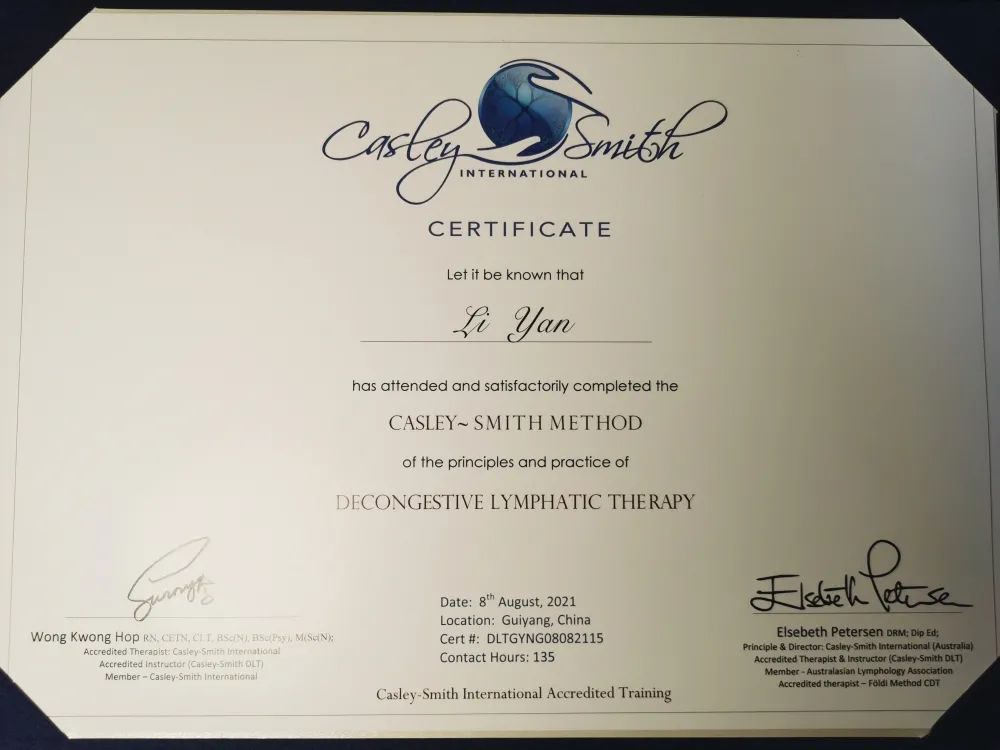 Casley Smith
INTERNATIONAL
CERTIFICATE
Let it be known that
Li Yan
has attended and satisfactorily completed the
CASLEY~ SMITH METHOD
of the principles and practice of
DECONGESTIVE LYMPHATIC THERAPY
Wong Kwong Hop RN, CETN, CLT, BSc(N), BSc(Psy), M(Sc(N);
Accredited Therapist: Casley-Smith International
Accredited Instructor (Casley-Smith DLT)
Member – Casley-Smith International
Date: 8th August, 2021
Location: Guiyang, China
Cert #: DLTGYNG08082115
Contact Hours: 135
Elsebeth Petersen
Elsebeth Petersen DRM; Dip Ed;
Principle & Director: Casley-Smith International (Australia)
Accredited Therapist & Instructor (Casley-Smith DLT)
Member - Australasian Lymphology Association
Accredited therapist – Földi Method CDT
Casley-Smith International Accredited Training